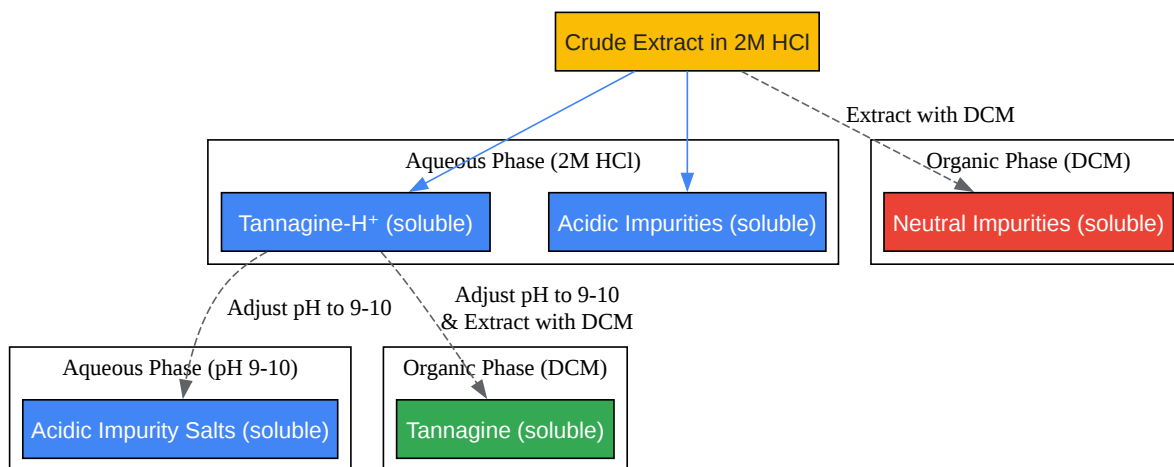 Crude Extract in 2M HCl
Extract with DCM
Aqueous Phase (2M HCl)
Organic Phase (DCM)
Tannagine-H⁺ (soluble)
Acidic Impurities (soluble)
Neutral Impurities (soluble)
Adjust pH to 9-10
Adjust pH to 9-10
& Extract with DCM
Aqueous Phase (pH 9-10)
Organic Phase (DCM)
Acidic Impurity Salts (soluble)
Tannagine (soluble)